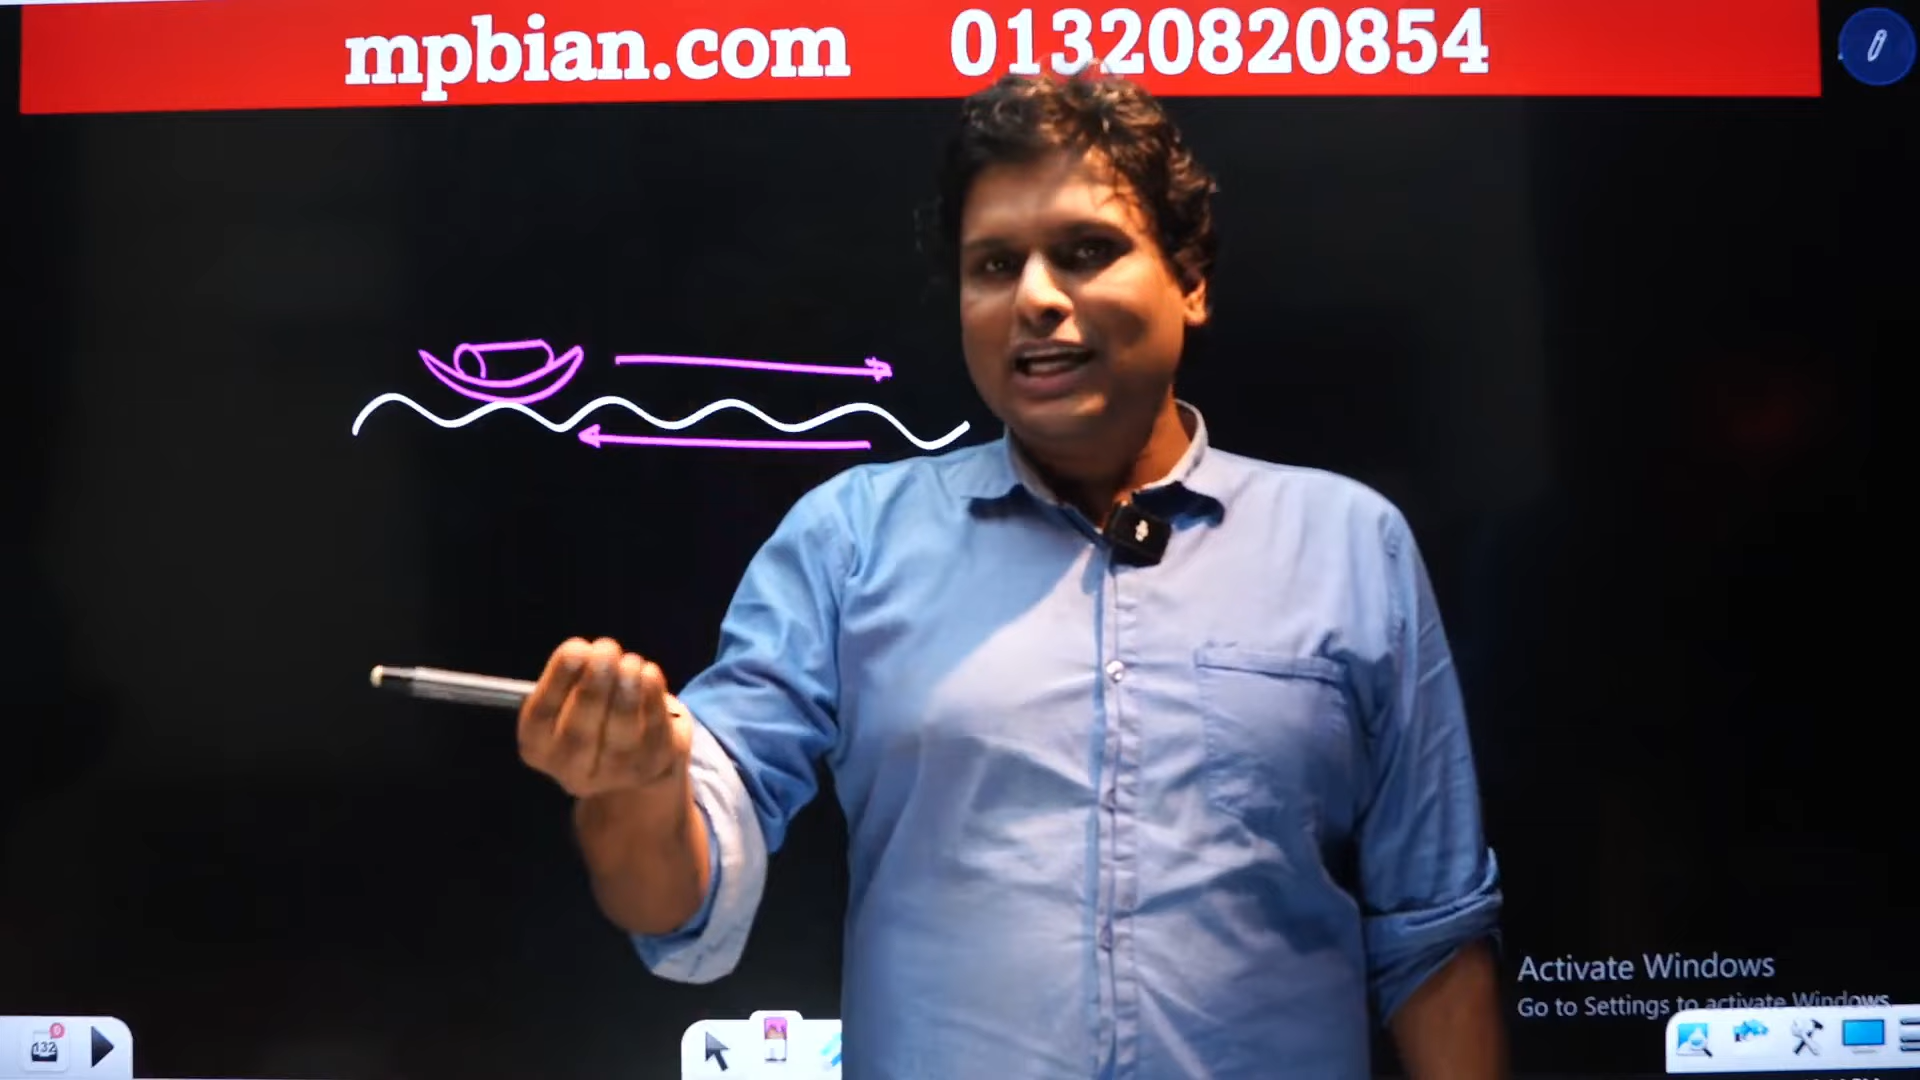 mpbian.com 01320820854
Activate Windows
Go to Settings to activate Windows.
132